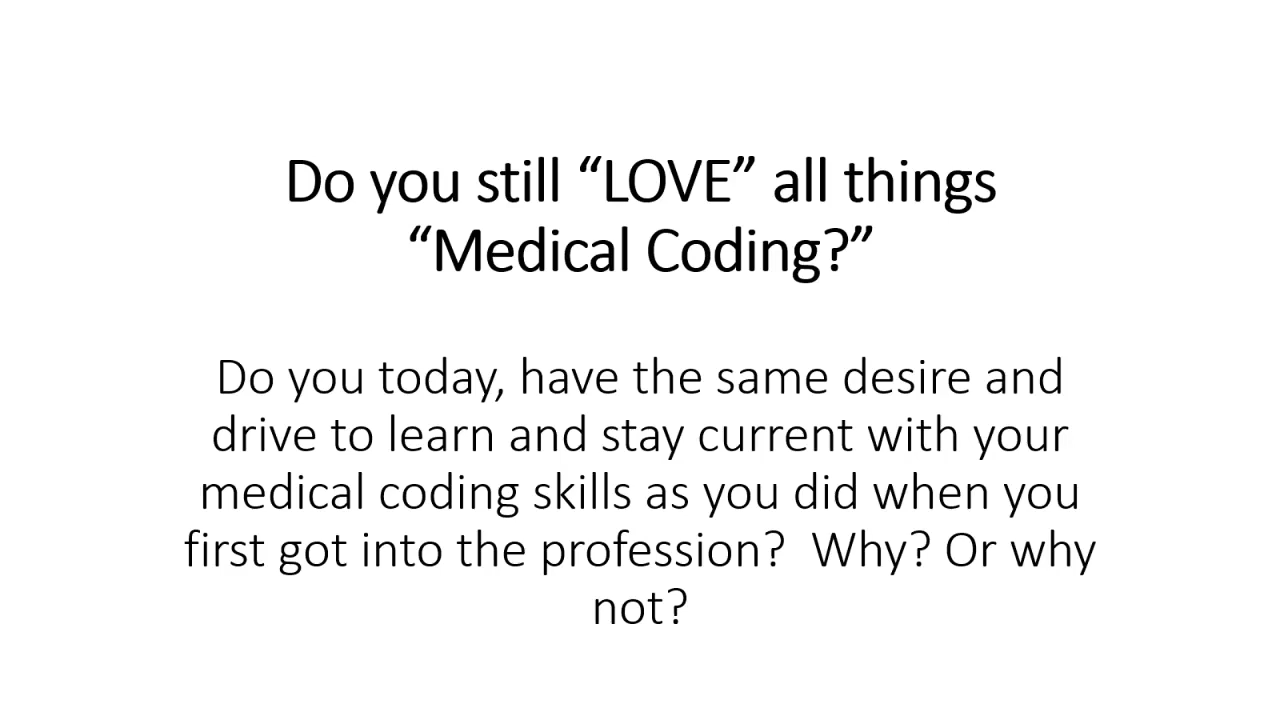 Do you still “LOVE” all things
“Medical Coding?”
Do you today, have the same desire and
drive to learn and stay current with your
medical coding skills as you did when you
first got into the profession?  Why? Or why
not?